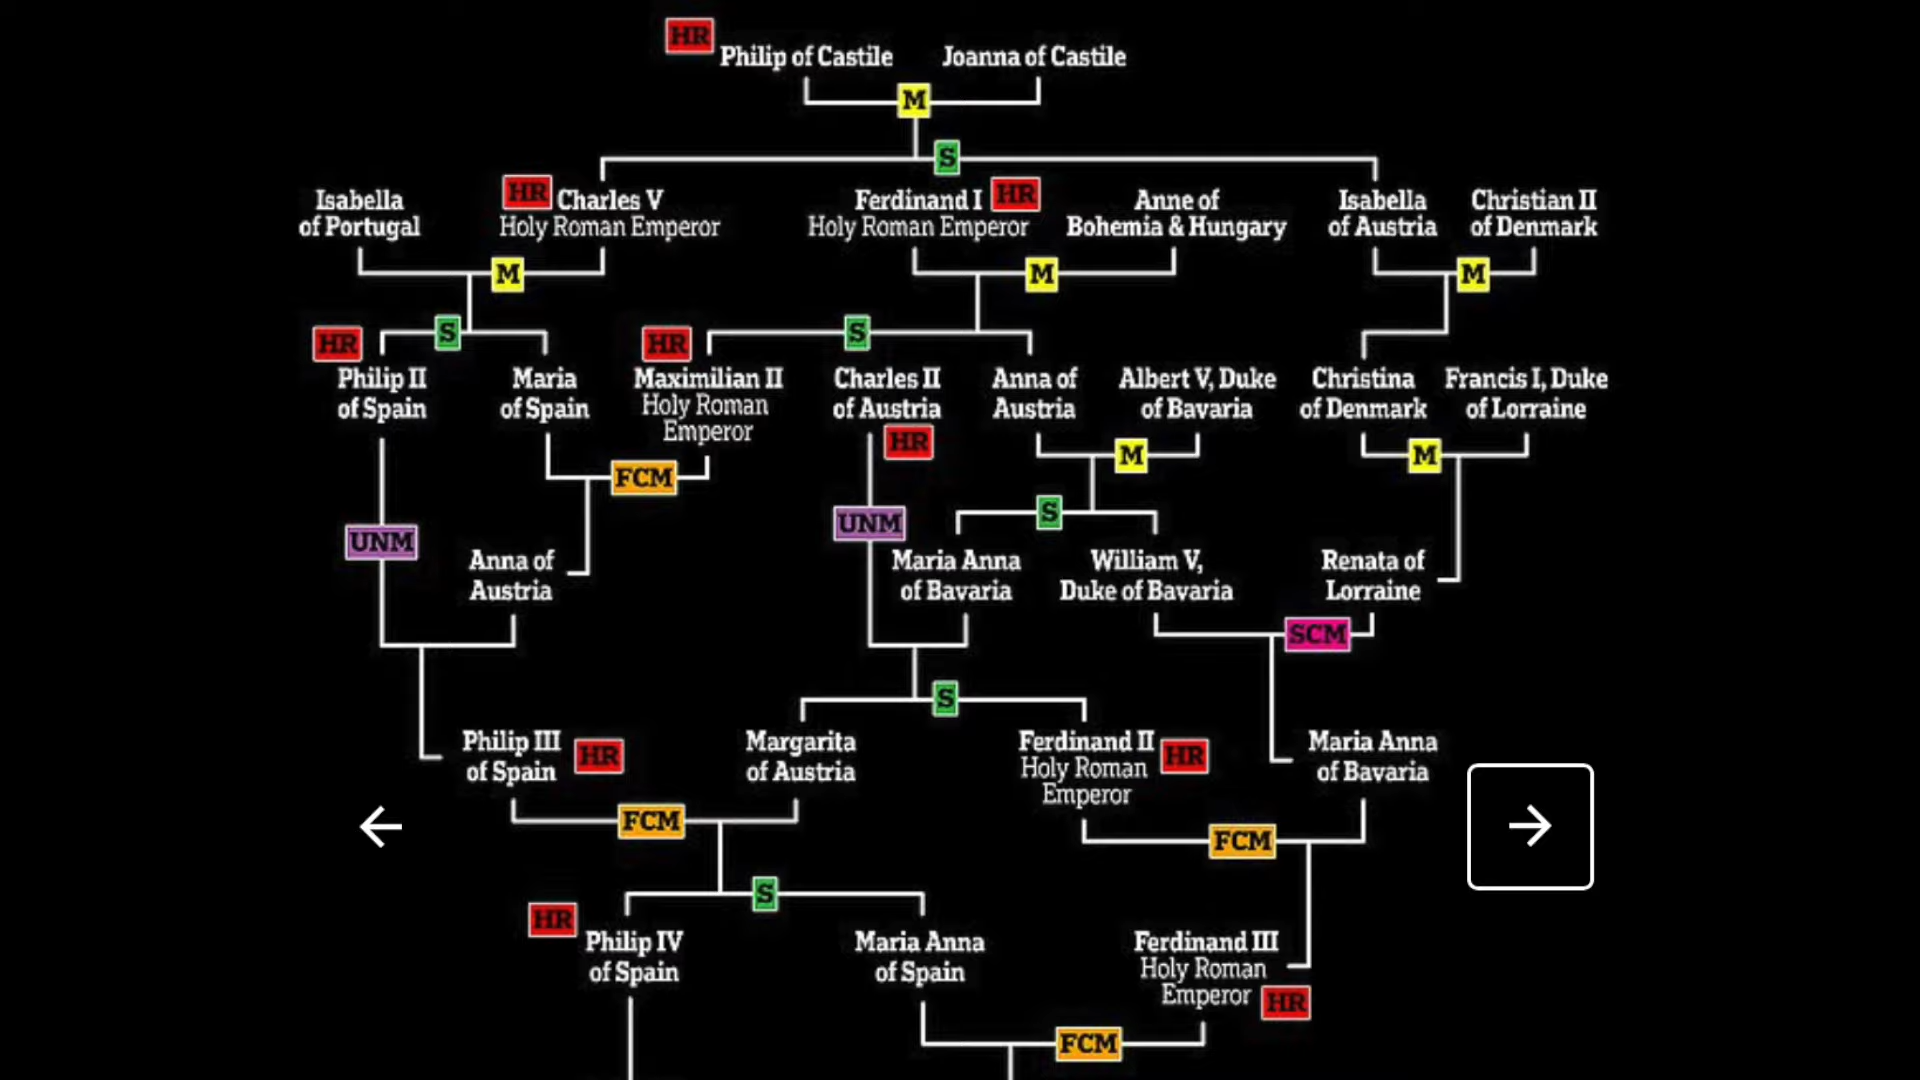 HR
Philip of Castile Joanna of Castile
M
S
Isabella
of Portugal
HR Charles V
Holy Roman Emperor
Ferdinand I HR
Holy Roman Emperor
Anne of
Bohemia & Hungary
Isabella
of Austria
Christian II
of Denmark
M
M
M
S
S
HR
Philip II
of Spain
Maria
of Spain
HR
Maximilian II
Holy Roman
Emperor
Charles II
of Austria
HR
Anna of
Austria
Albert V, Duke
of Bavaria
Christina
of Denmark
Francis I, Duke
of Lorraine
M
M
FCM
S
UNM
UNM
Anna of
Austria
Maria Anna
of Bavaria
William V,
Duke of Bavaria
Renata of
Lorraine
SCM
S
Philip III
of Spain
HR
Margarita
of Austria
Ferdinand II
Holy Roman
Emperor
HR
Maria Anna
of Bavaria
FCM
FCM
S
HR
Philip IV
of Spain
Maria Anna
of Spain
Ferdinand III
Holy Roman
Emperor
HR
FCM